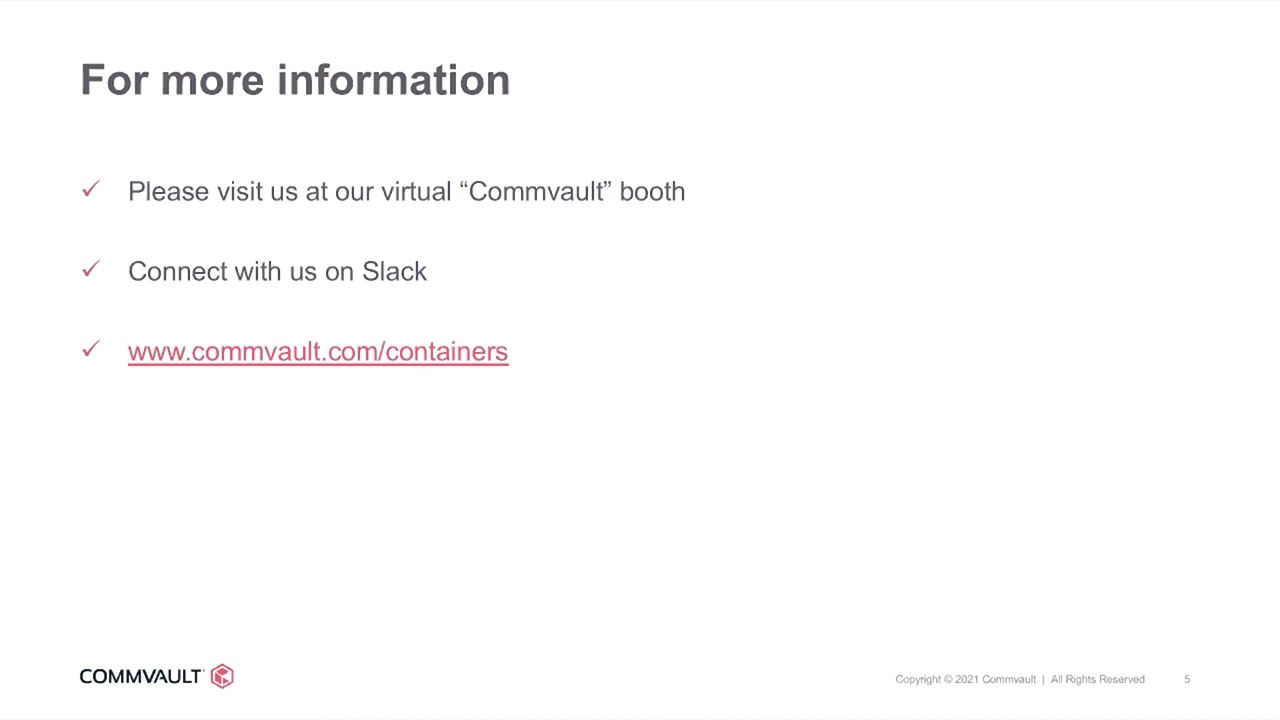 For more information
✓ Please visit us at our virtual “Commvault” booth
✓ Connect with us on Slack
✓ www.commvault.com/containers
COMMVAULT
Copyright © 2021 Commvault | All Rights Reserved 5